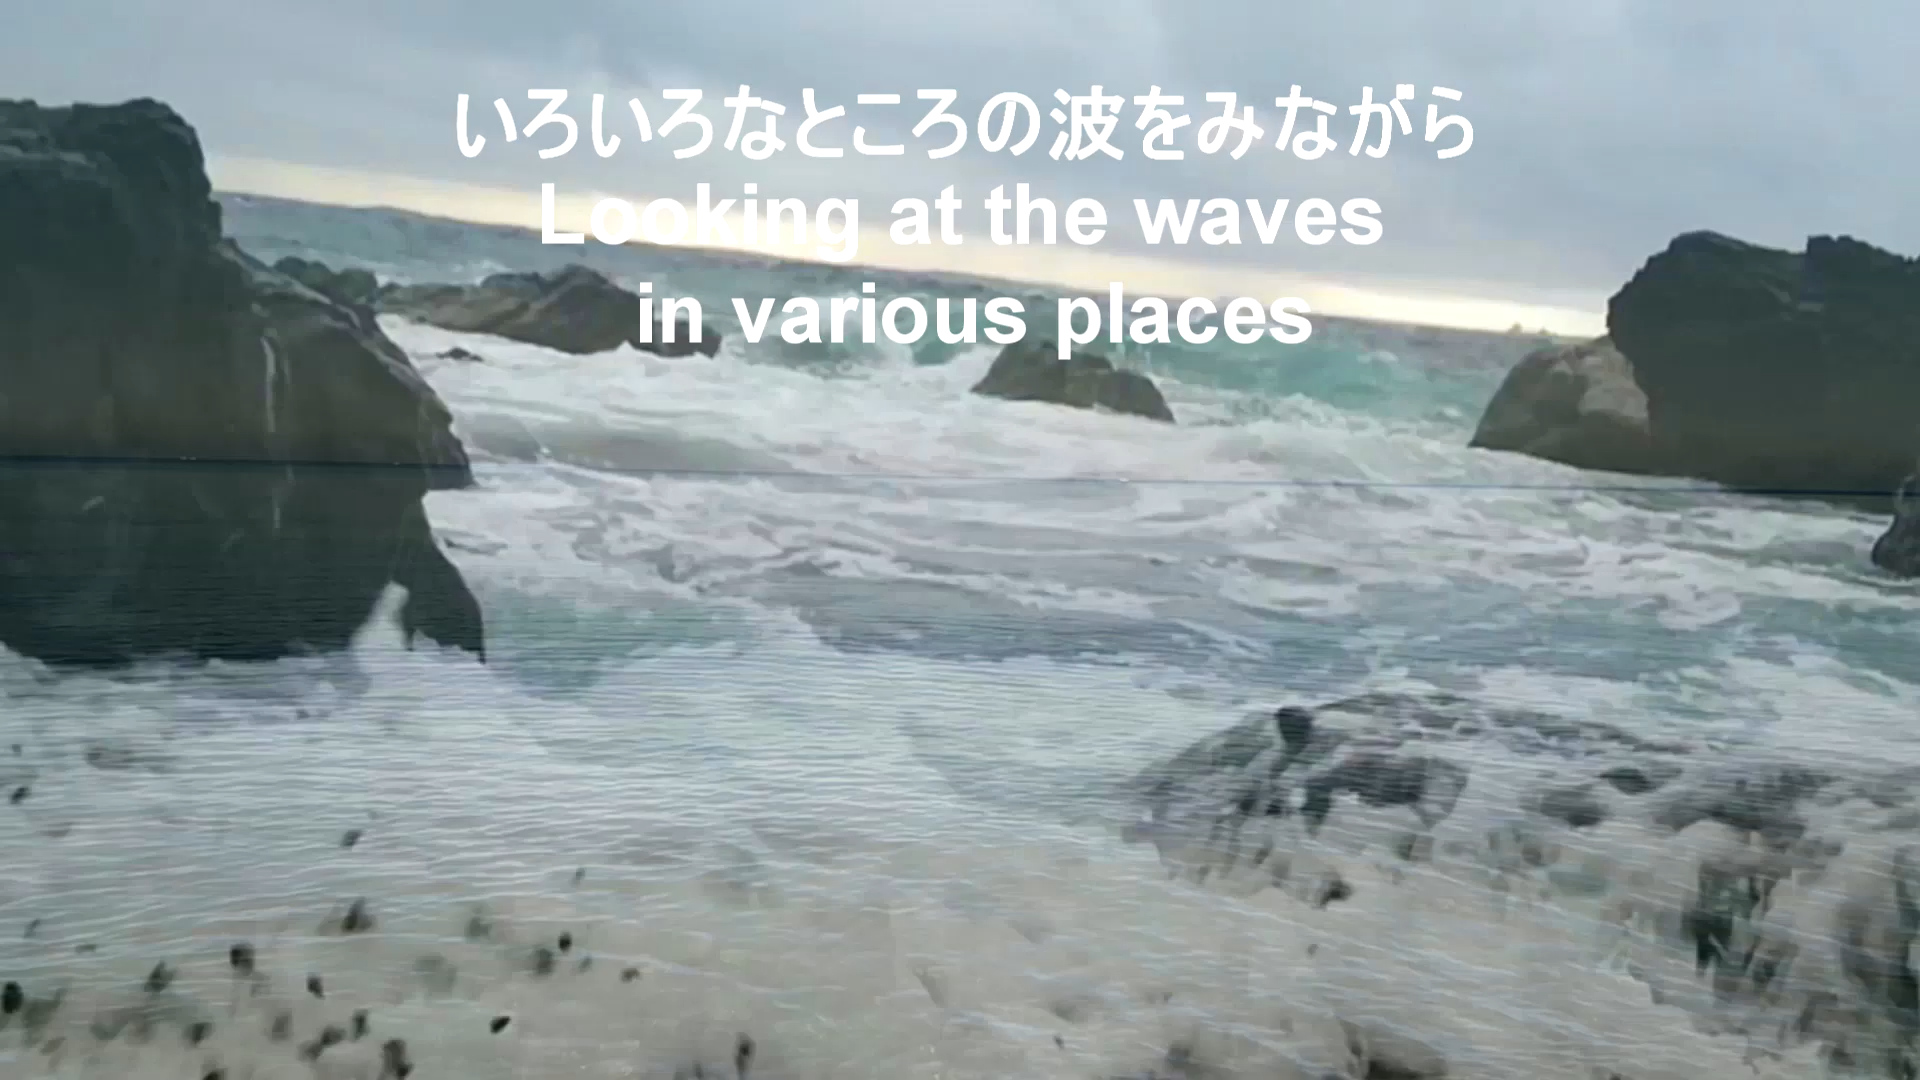 いろいろなところの波をみながら
Looking at the waves
in various places